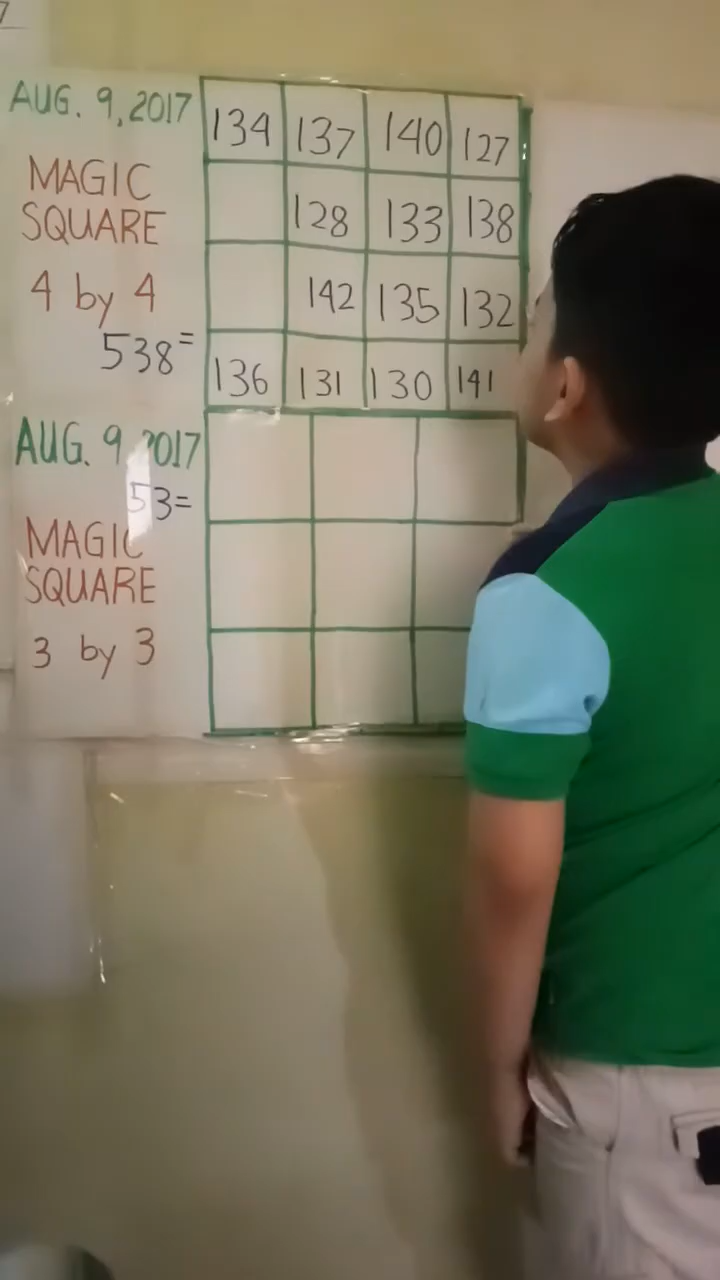 AUG. 9, 2017
MAGIC
SQUARE
4 by 4
538=
134 137 140 127
128 133 138
142 135 132
136 131 130 141
AUG. 9 2017
53=
MAGIC
SQUARE
3 by 3